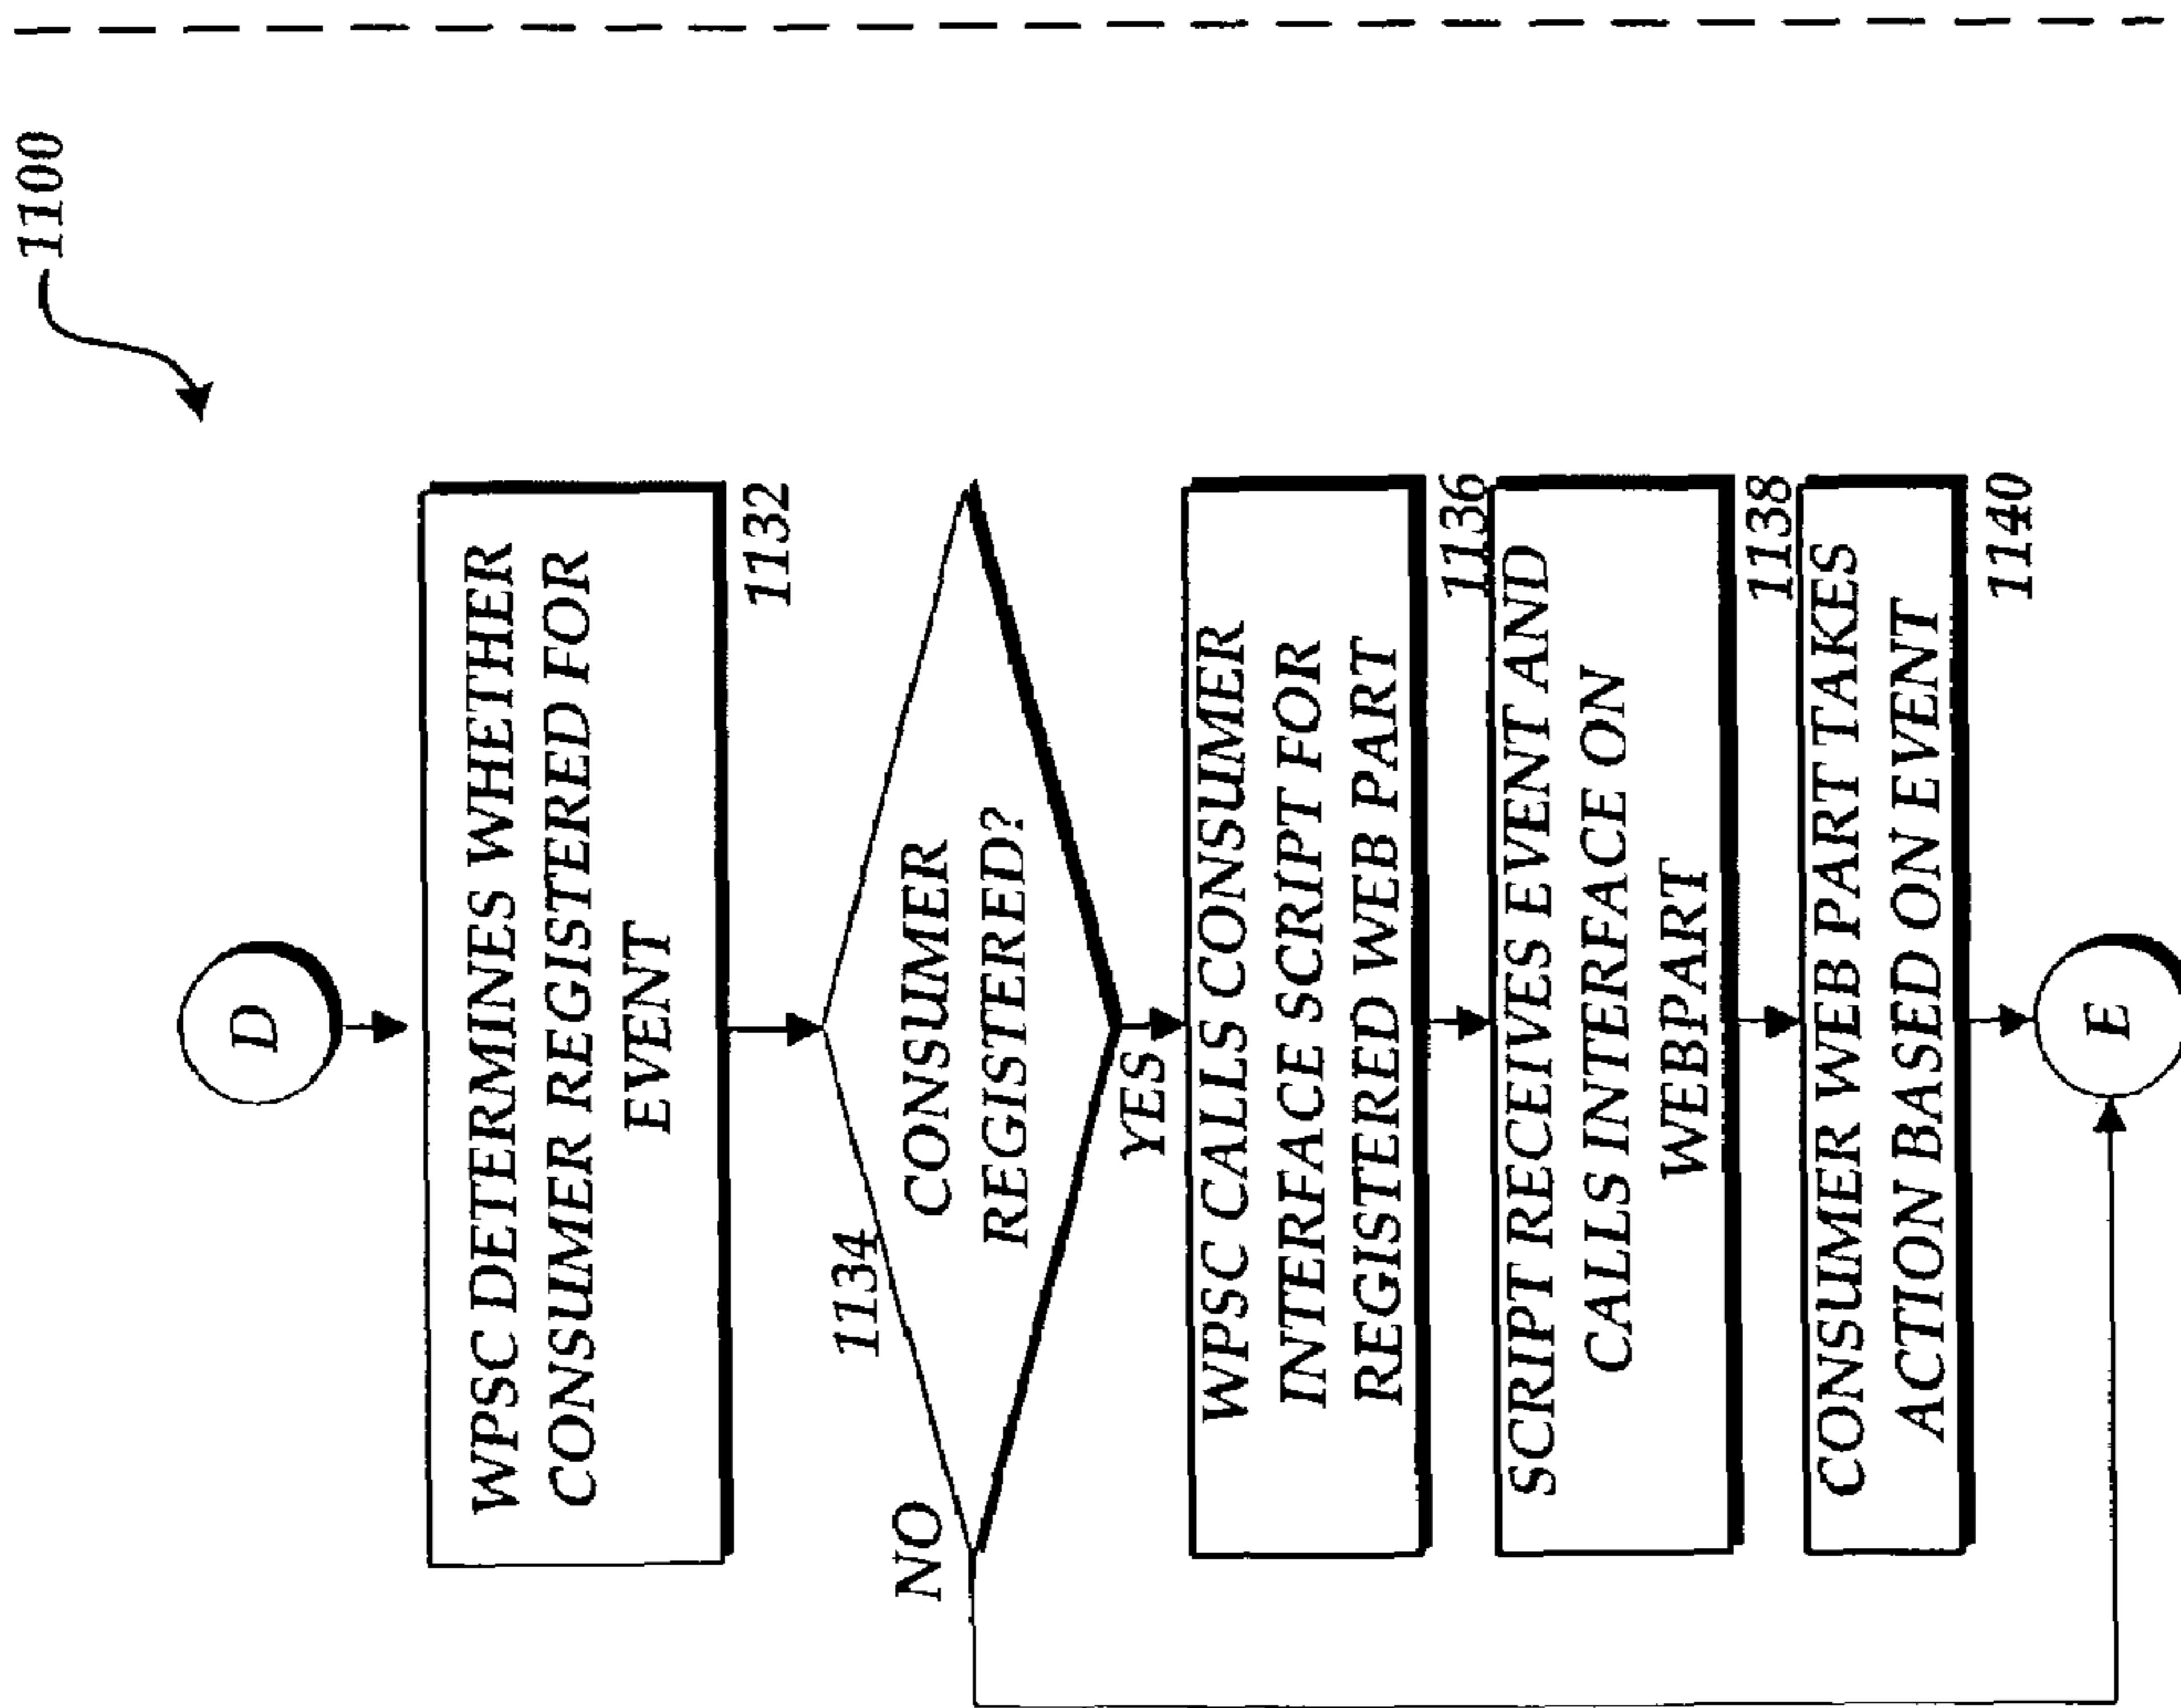 1100
D
WPSC DETERMINES WHETHER
CONSUMER REGISTERED FOR
EVENT
1132
1134
CONSUMER
REGISTERED?
NO
YES
WPSC CALLS CONSUMER
INTERFACE SCRIPT FOR
REGISTERED WEB PART
1136
SCRIPT RECEIVES EVENT AND
CALLS INTERFACE ON
WEBPART
1138
CONSUMER WEB PART TAKES
ACTION BASED ON EVENT
1140
E